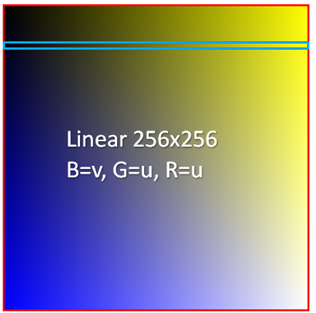 Linear 256x256
B=v, G=u, R=u